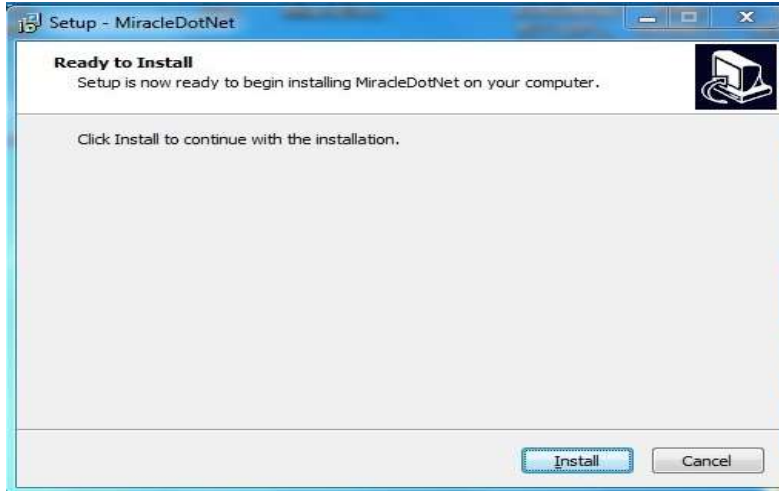 Setup - MiracleDotNet
Ready to Install
Setup is now ready to begin installing MiracleDotNet on your computer.
Click Install to continue with the installation.
Install
Cancel